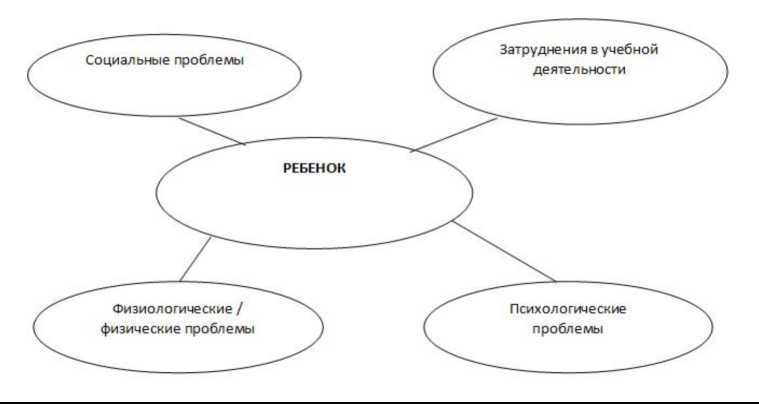 Социальные проблемы
Затруднения в учебной
деятельности
РЕБЕНОК
Физиологические /
физические проблемы
Психологические
проблемы